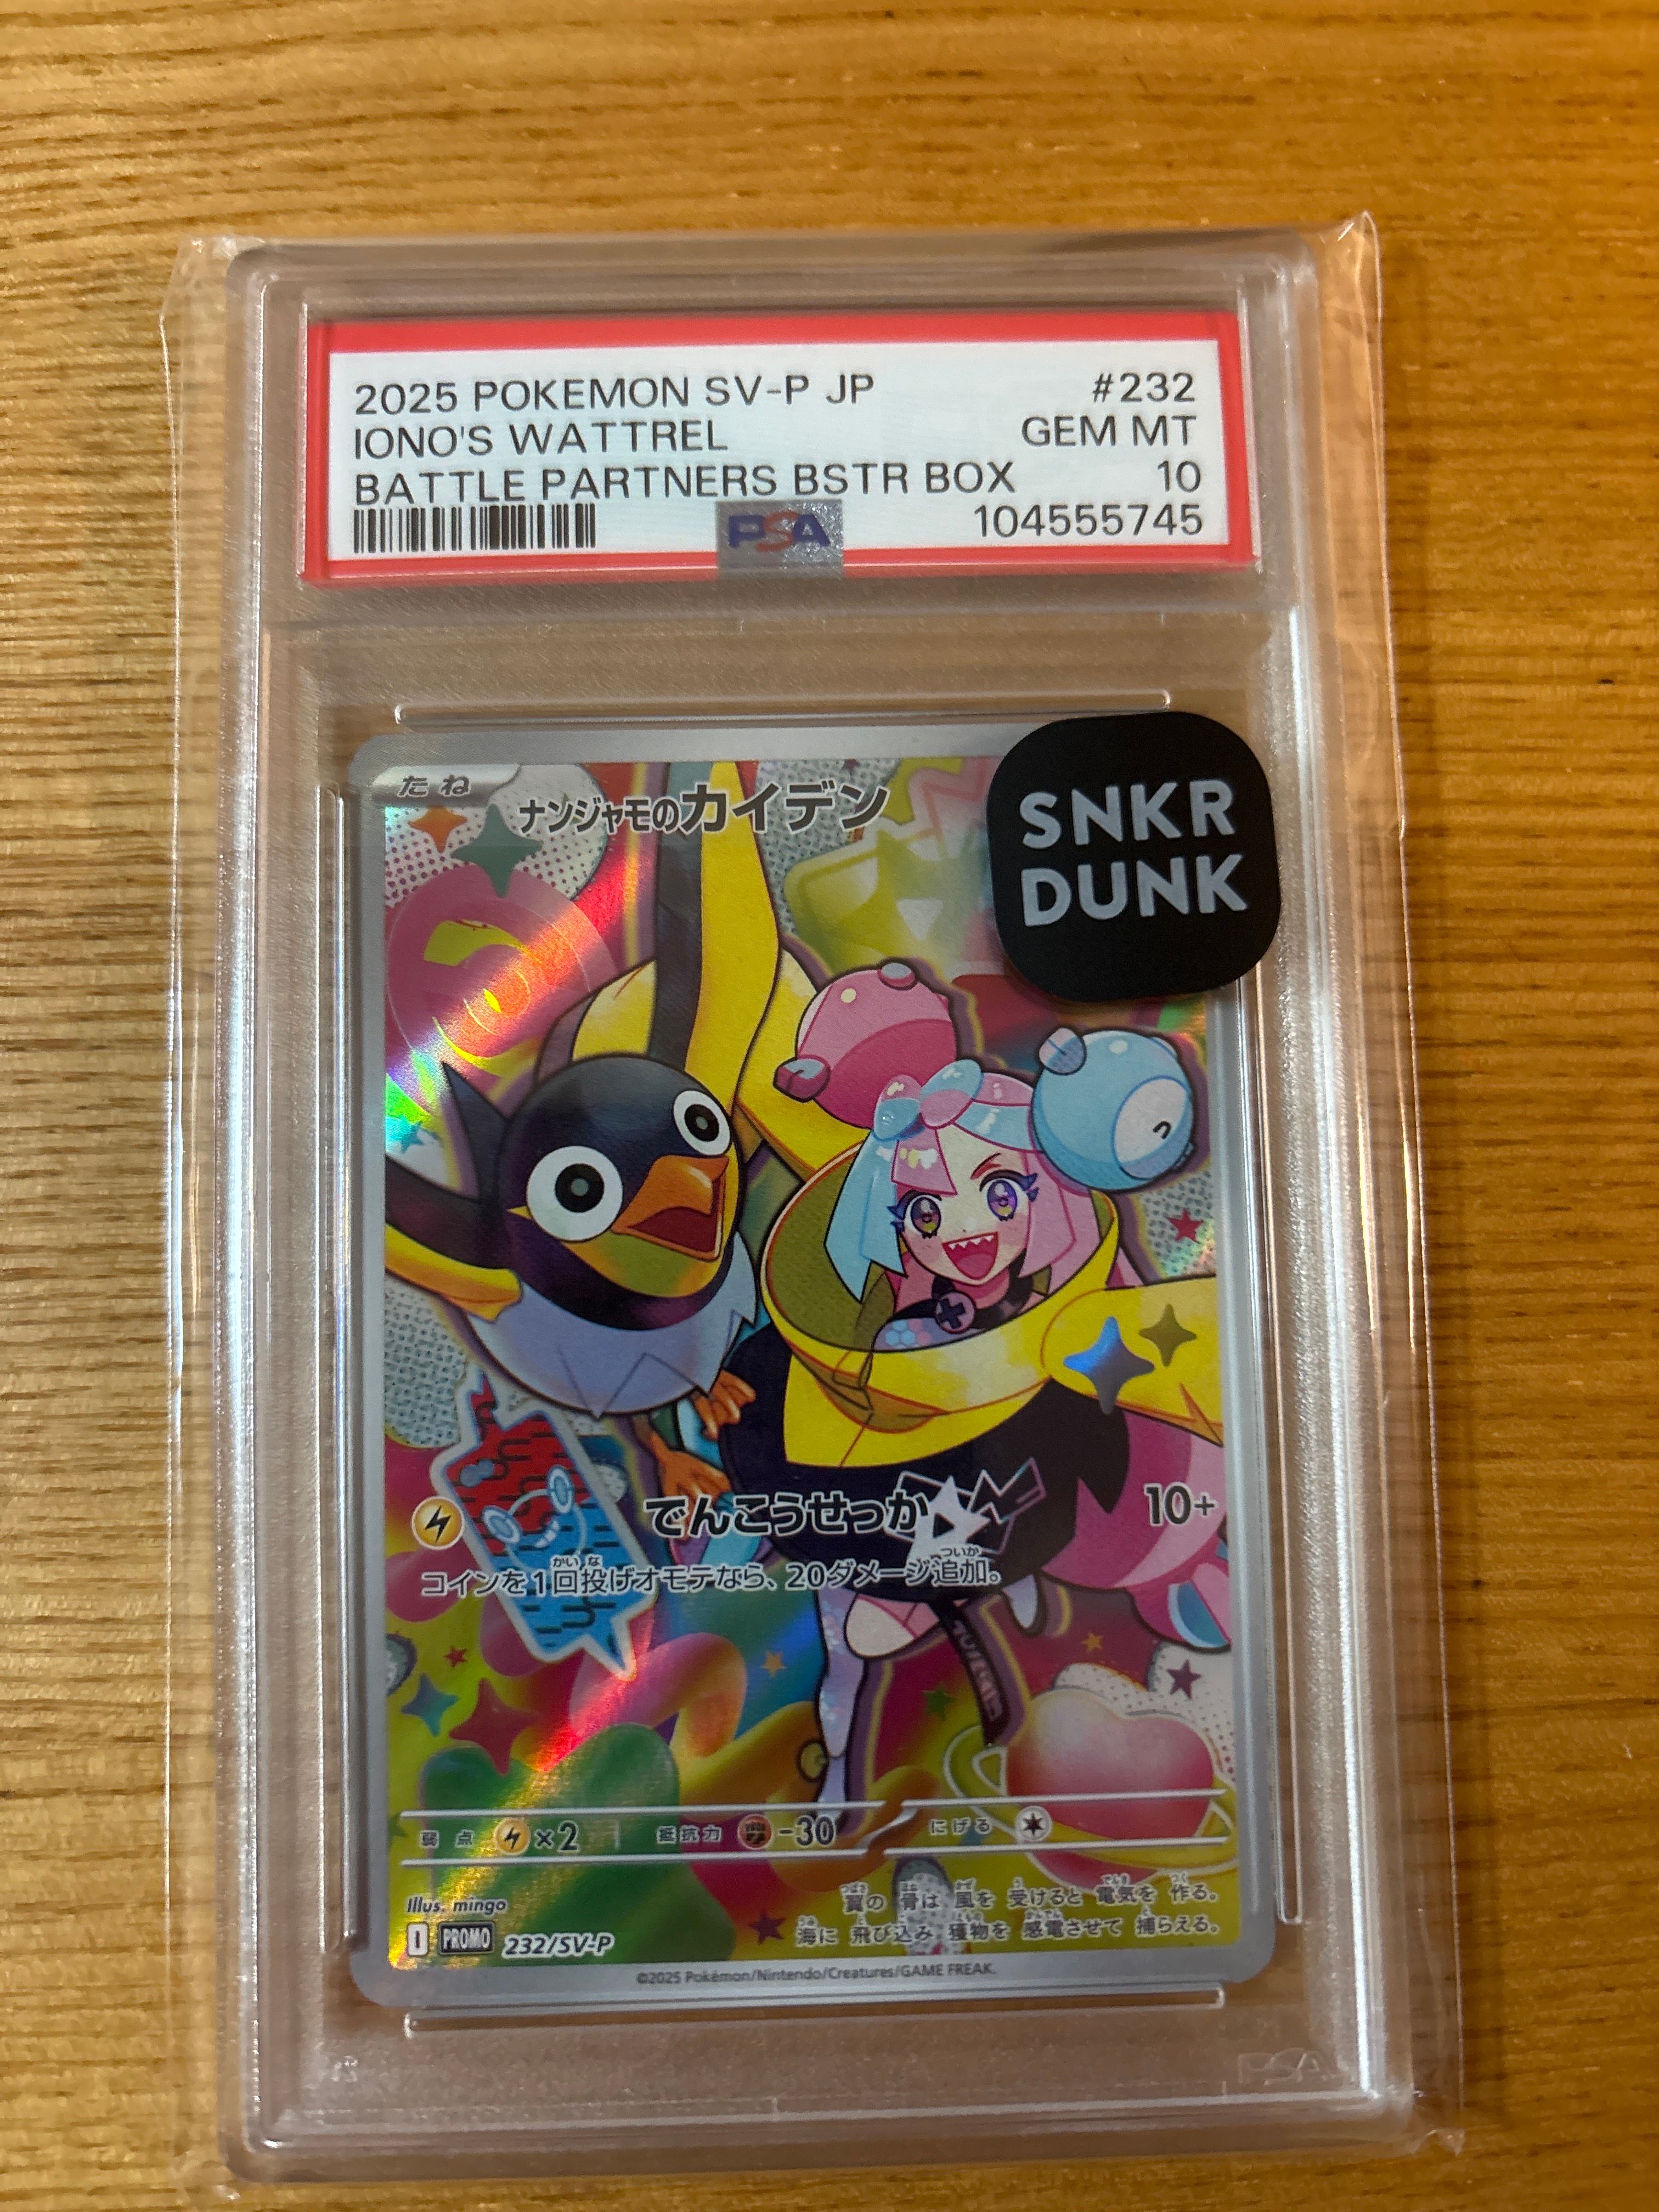 2025 POKEMON SV-P JP #232
IONO'S WATTREL GEM MT
BATTLE PARTNERS BSTR BOX 10
PSA 104555745
SNKR
DUNK
たね ナンジャモのカイデン
でんこうせっか 10+
コインを1回投げオモテなら、20ダメージ追加。
弱点 ×2 抵抗力 -30 にげる
Illus. mingo
翼の 骨は 風を 受けると 電気を 作る。
海に 飛び込み 獲物を 感電させて 捕らえる。
I PROMO 232/SV-P
©2025 Pokémon/Nintendo/Creatures/GAME FREAK.
PSA